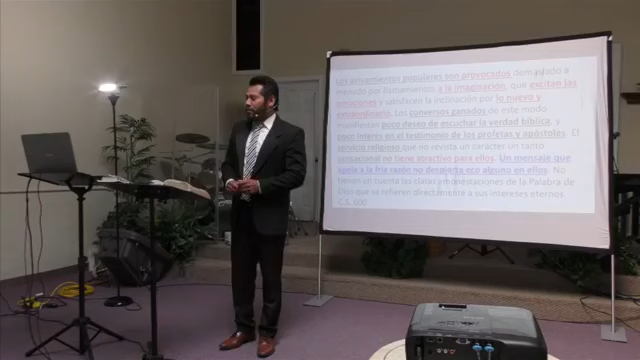 Los avivamientos populares son provocados demasiado a
menudo por llamamientos a la imaginación, que excitan las
emociones y satisfacen la inclinación por lo nuevo y
extraordinario. Los conversos ganados de este modo
manifiestan poco deseo de escuchar la verdad bíblica, y
poco interés en el testimonio de los profetas y apóstoles. El
servicio religioso que no revista un carácter un tanto
sensacional no tiene atractivo para ellos. Un mensaje que
apela a la fría razón no despierta eco alguno en ellos. No
tienen en cuenta las claras amonestaciones de la Palabra de
Dios que se refieren directamente a sus intereses eternos.
C.S. 600